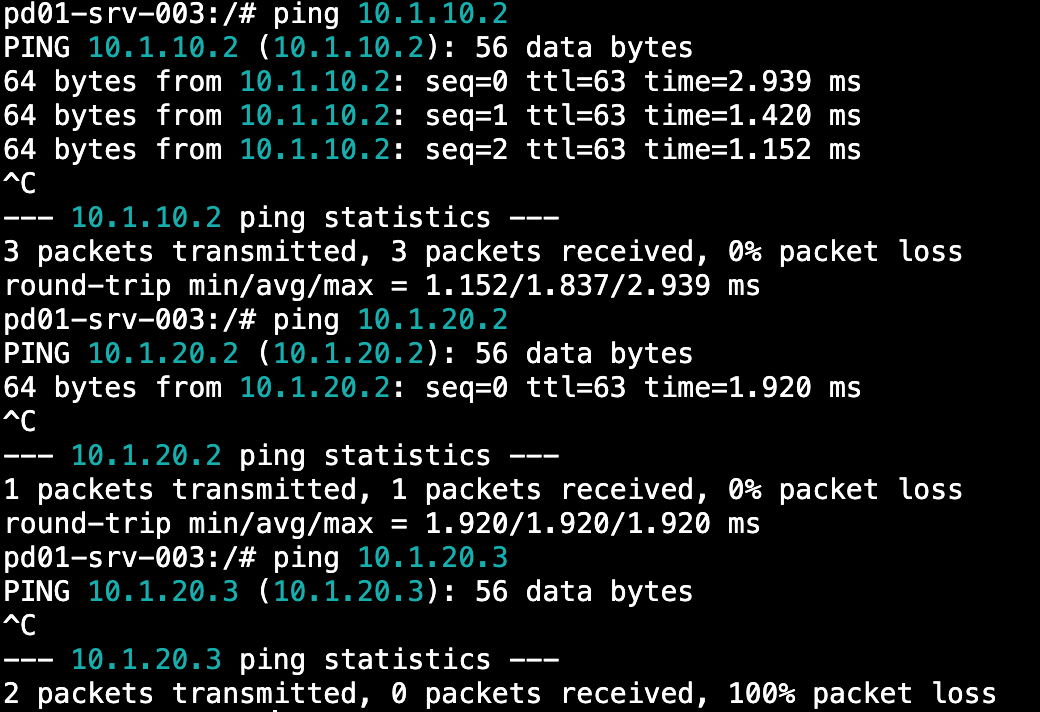 pd01-srv-003:/# ping 10.1.10.2
PING 10.1.10.2 (10.1.10.2): 56 data bytes
64 bytes from 10.1.10.2: seq=0 ttl=63 time=2.939 ms
64 bytes from 10.1.10.2: seq=1 ttl=63 time=1.420 ms
64 bytes from 10.1.10.2: seq=2 ttl=63 time=1.152 ms
^C
--- 10.1.10.2 ping statistics ---
3 packets transmitted, 3 packets received, 0% packet loss
round-trip min/avg/max = 1.152/1.837/2.939 ms
pd01-srv-003:/# ping 10.1.20.2
PING 10.1.20.2 (10.1.20.2): 56 data bytes
64 bytes from 10.1.20.2: seq=0 ttl=63 time=1.920 ms
^C
--- 10.1.20.2 ping statistics ---
1 packets transmitted, 1 packets received, 0% packet loss
round-trip min/avg/max = 1.920/1.920/1.920 ms
pd01-srv-003:/# ping 10.1.20.3
PING 10.1.20.3 (10.1.20.3): 56 data bytes
^C
--- 10.1.20.3 ping statistics ---
2 packets transmitted, 0 packets received, 100% packet loss